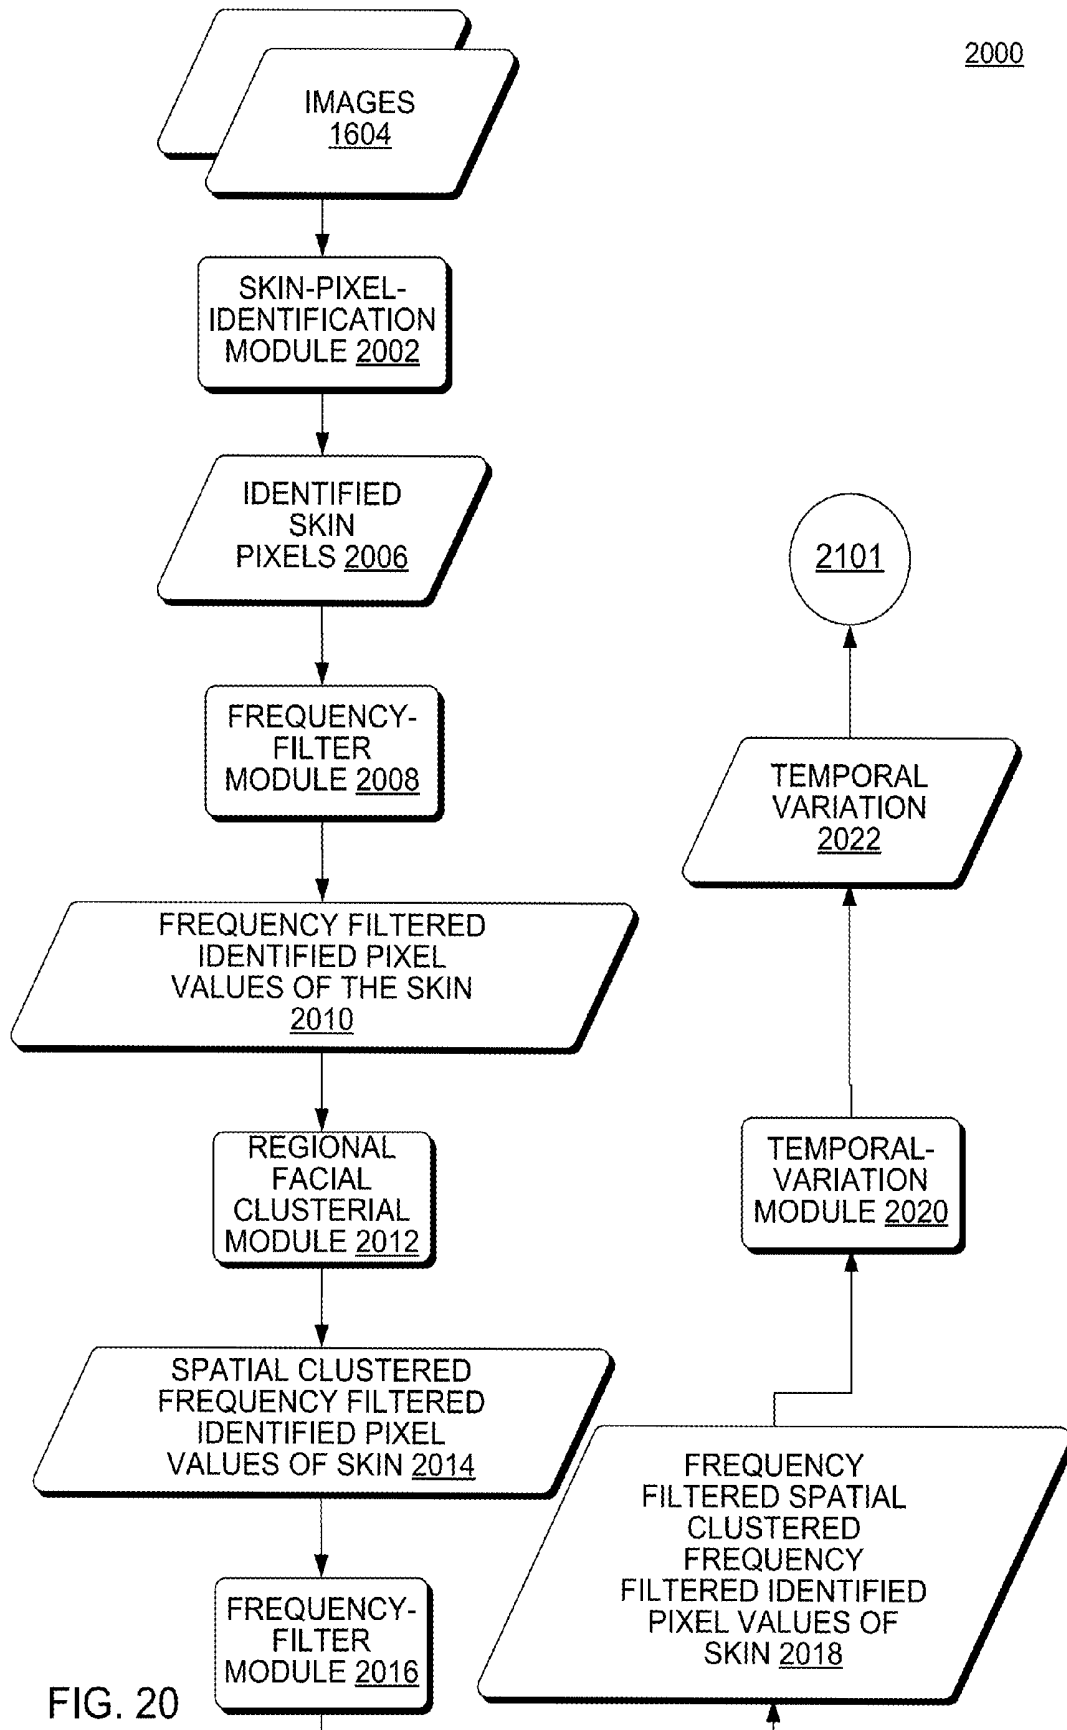 2000
IMAGES
1604
SKIN-PIXEL-
IDENTIFICATION
MODULE 2002
IDENTIFIED
SKIN
PIXELS 2006
FREQUENCY-
FILTER
MODULE 2008
FREQUENCY FILTERED
IDENTIFIED PIXEL
VALUES OF THE SKIN
2010
REGIONAL
FACIAL
CLUSTERIAL
MODULE 2012
SPATIAL CLUSTERED
FREQUENCY FILTERED
IDENTIFIED PIXEL
VALUES OF SKIN 2014
FREQUENCY-
FILTER
MODULE 2016
FREQUENCY
FILTERED SPATIAL
CLUSTERED
FREQUENCY
FILTERED IDENTIFIED
PIXEL VALUES OF
SKIN 2018
TEMPORAL-
VARIATION
MODULE 2020
TEMPORAL
VARIATION
2022
2101
FIG. 20